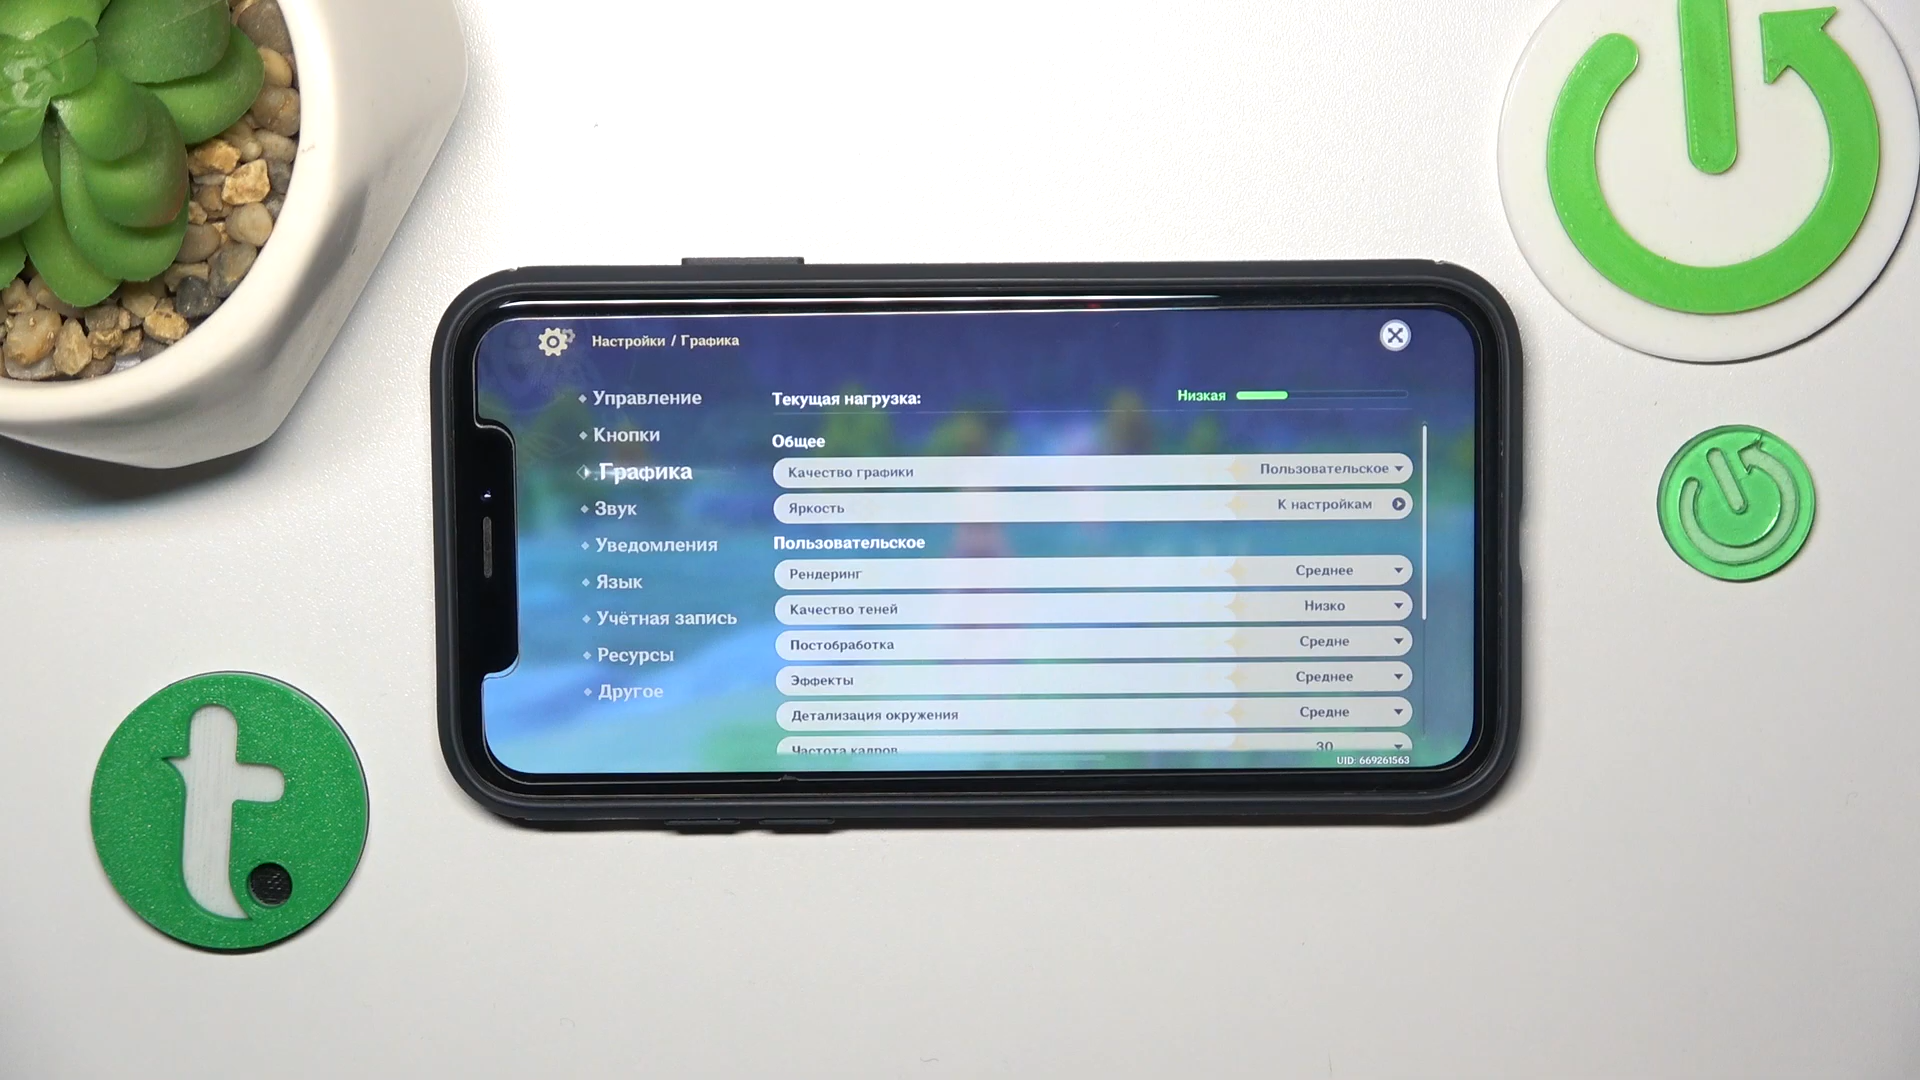 Настройки / Графика
Управление
Кнопки
Графика
Звук
Уведомления
Язык
Учётная запись
Ресурсы
Другое
Текущая нагрузка: Низкая
Общее
Качество графики Пользовательское
Яркость К настройкам
Пользовательское
Рендеринг Среднее
Качество теней Низко
Постобработка Средне
Эффекты Среднее
Детализация окружения Средне
Частота кадров 30
UID: 669261563
t.